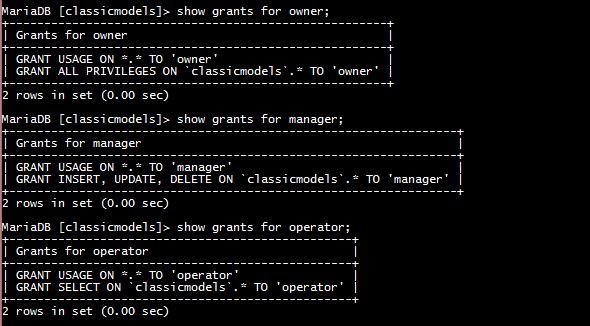 MariaDB [classicmodels]> show grants for owner;
+------------------------------------------------------+
| Grants for owner                                     |
+------------------------------------------------------+
| GRANT USAGE ON *.* TO 'owner'                        |
| GRANT ALL PRIVILEGES ON `classicmodels`.* TO 'owner' |
+------------------------------------------------------+
2 rows in set (0.00 sec)
MariaDB [classicmodels]> show grants for manager;
+----------------------------------------------------------------+
| Grants for manager                                             |
+----------------------------------------------------------------+
| GRANT USAGE ON *.* TO 'manager'                                |
| GRANT INSERT, UPDATE, DELETE ON `classicmodels`.* TO 'manager' |
+----------------------------------------------------------------+
2 rows in set (0.00 sec)
MariaDB [classicmodels]> show grants for operator;
+-------------------------------------------------+
| Grants for operator                             |
+-------------------------------------------------+
| GRANT USAGE ON *.* TO 'operator'                |
| GRANT SELECT ON `classicmodels`.* TO 'operator' |
+-------------------------------------------------+
2 rows in set (0.00 sec)